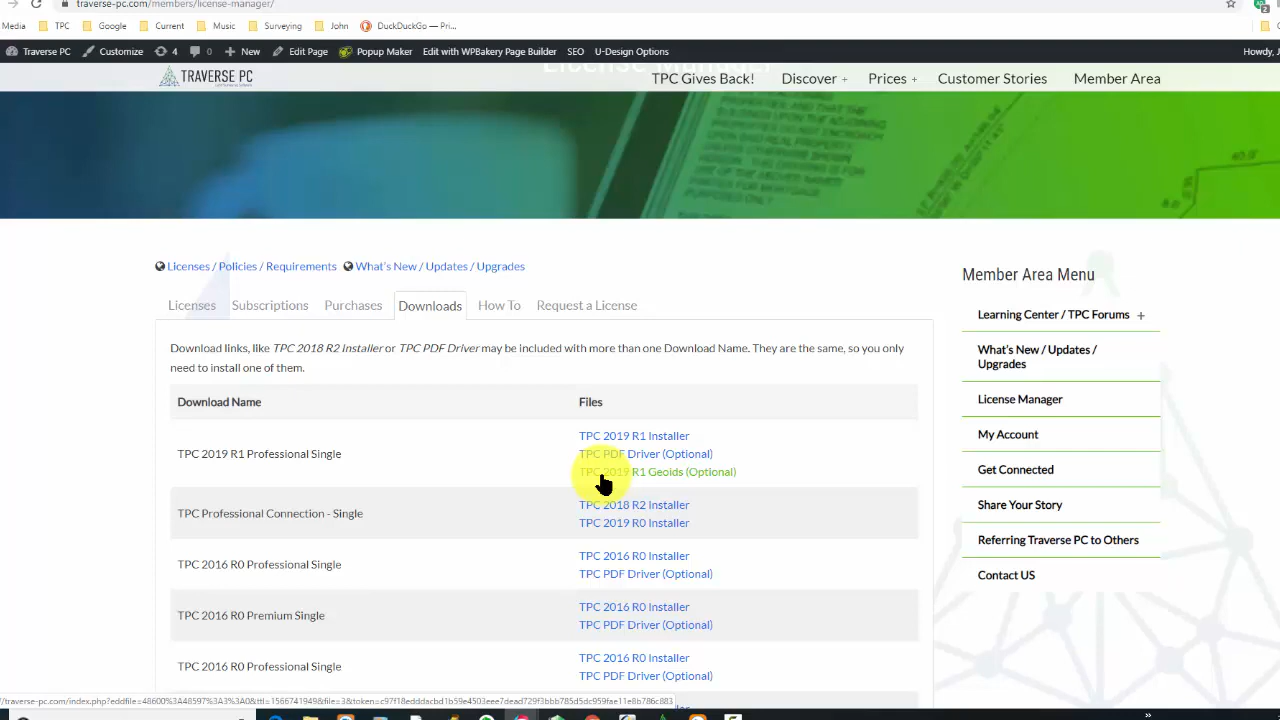 traverse-pc.com/members/license-manager/
Media TPC Google Current Music Surveying John DuckDuckGo — Pri...
Traverse PC Customize 4 0 New Edit Page Popup Maker Edit with WPBakery Page Builder SEO U-Design Options Howdy, J
License Manager
TRAVERSE PC TPC Gives Back! Discover + Prices + Customer Stories Member Area
Licenses / Policies / Requirements What's New / Updates / Upgrades
Licenses Subscriptions Purchases Downloads How To Request a License
Download links, like TPC 2018 R2 Installer or TPC PDF Driver may be included with more than one Download Name. They are the same, so you only
need to install one of them.
Download Name Files
TPC 2019 R1 Professional Single
TPC 2019 R1 Installer
TPC PDF Driver (Optional)
TPC 2019 R1 Geoids (Optional)
TPC Professional Connection - Single
TPC 2018 R2 Installer
TPC 2019 R0 Installer
TPC 2016 R0 Professional Single
TPC 2016 R0 Installer
TPC PDF Driver (Optional)
TPC 2016 R0 Premium Single
TPC 2016 R0 Installer
TPC PDF Driver (Optional)
TPC 2016 R0 Professional Single
TPC 2016 R0 Installer
TPC PDF Driver (Optional)
Member Area Menu
Learning Center / TPC Forums +
What's New / Updates /
Upgrades
License Manager
My Account
Get Connected
Share Your Story
Referring Traverse PC to Others
Contact US